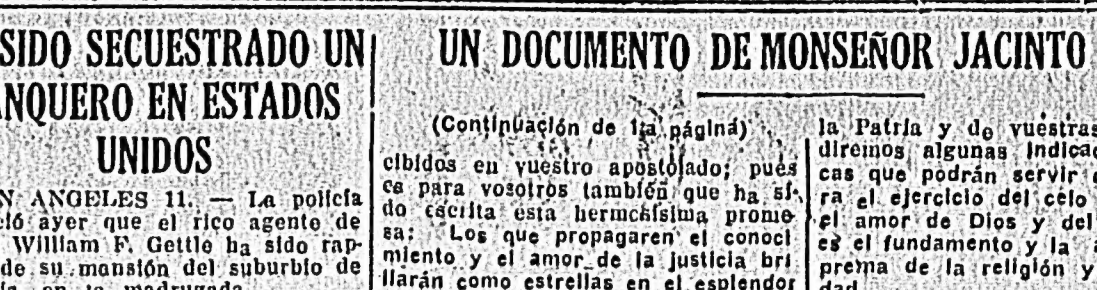 SIDO SECUESTRADO UN
NQUERO EN ESTADOS
UNIDOS
N ANGELES 11. — La policía
ció ayer que el rico agente de
William F. Gettle ha sido rap-
de su mansión del suburbio de
madrugada
UN DOCUMENTO DE MONSEÑOR JACINTO
(Continuación de 1ra página)
cibidos en vuestro apostolado; pués
es para vosotros también que ha si-
do escrita esta hermosísima prome-
sa: Los que propagaren el conoci
miento y el amor de la justicia bri
llarán como estrellas en el esplendor
la Patria y de vuestras
diremos algunas indica
cas que podrán servir
ra el ejercicio del celo
el amor de Dios y del
es el fundamento y la
prema de la religión y
dad